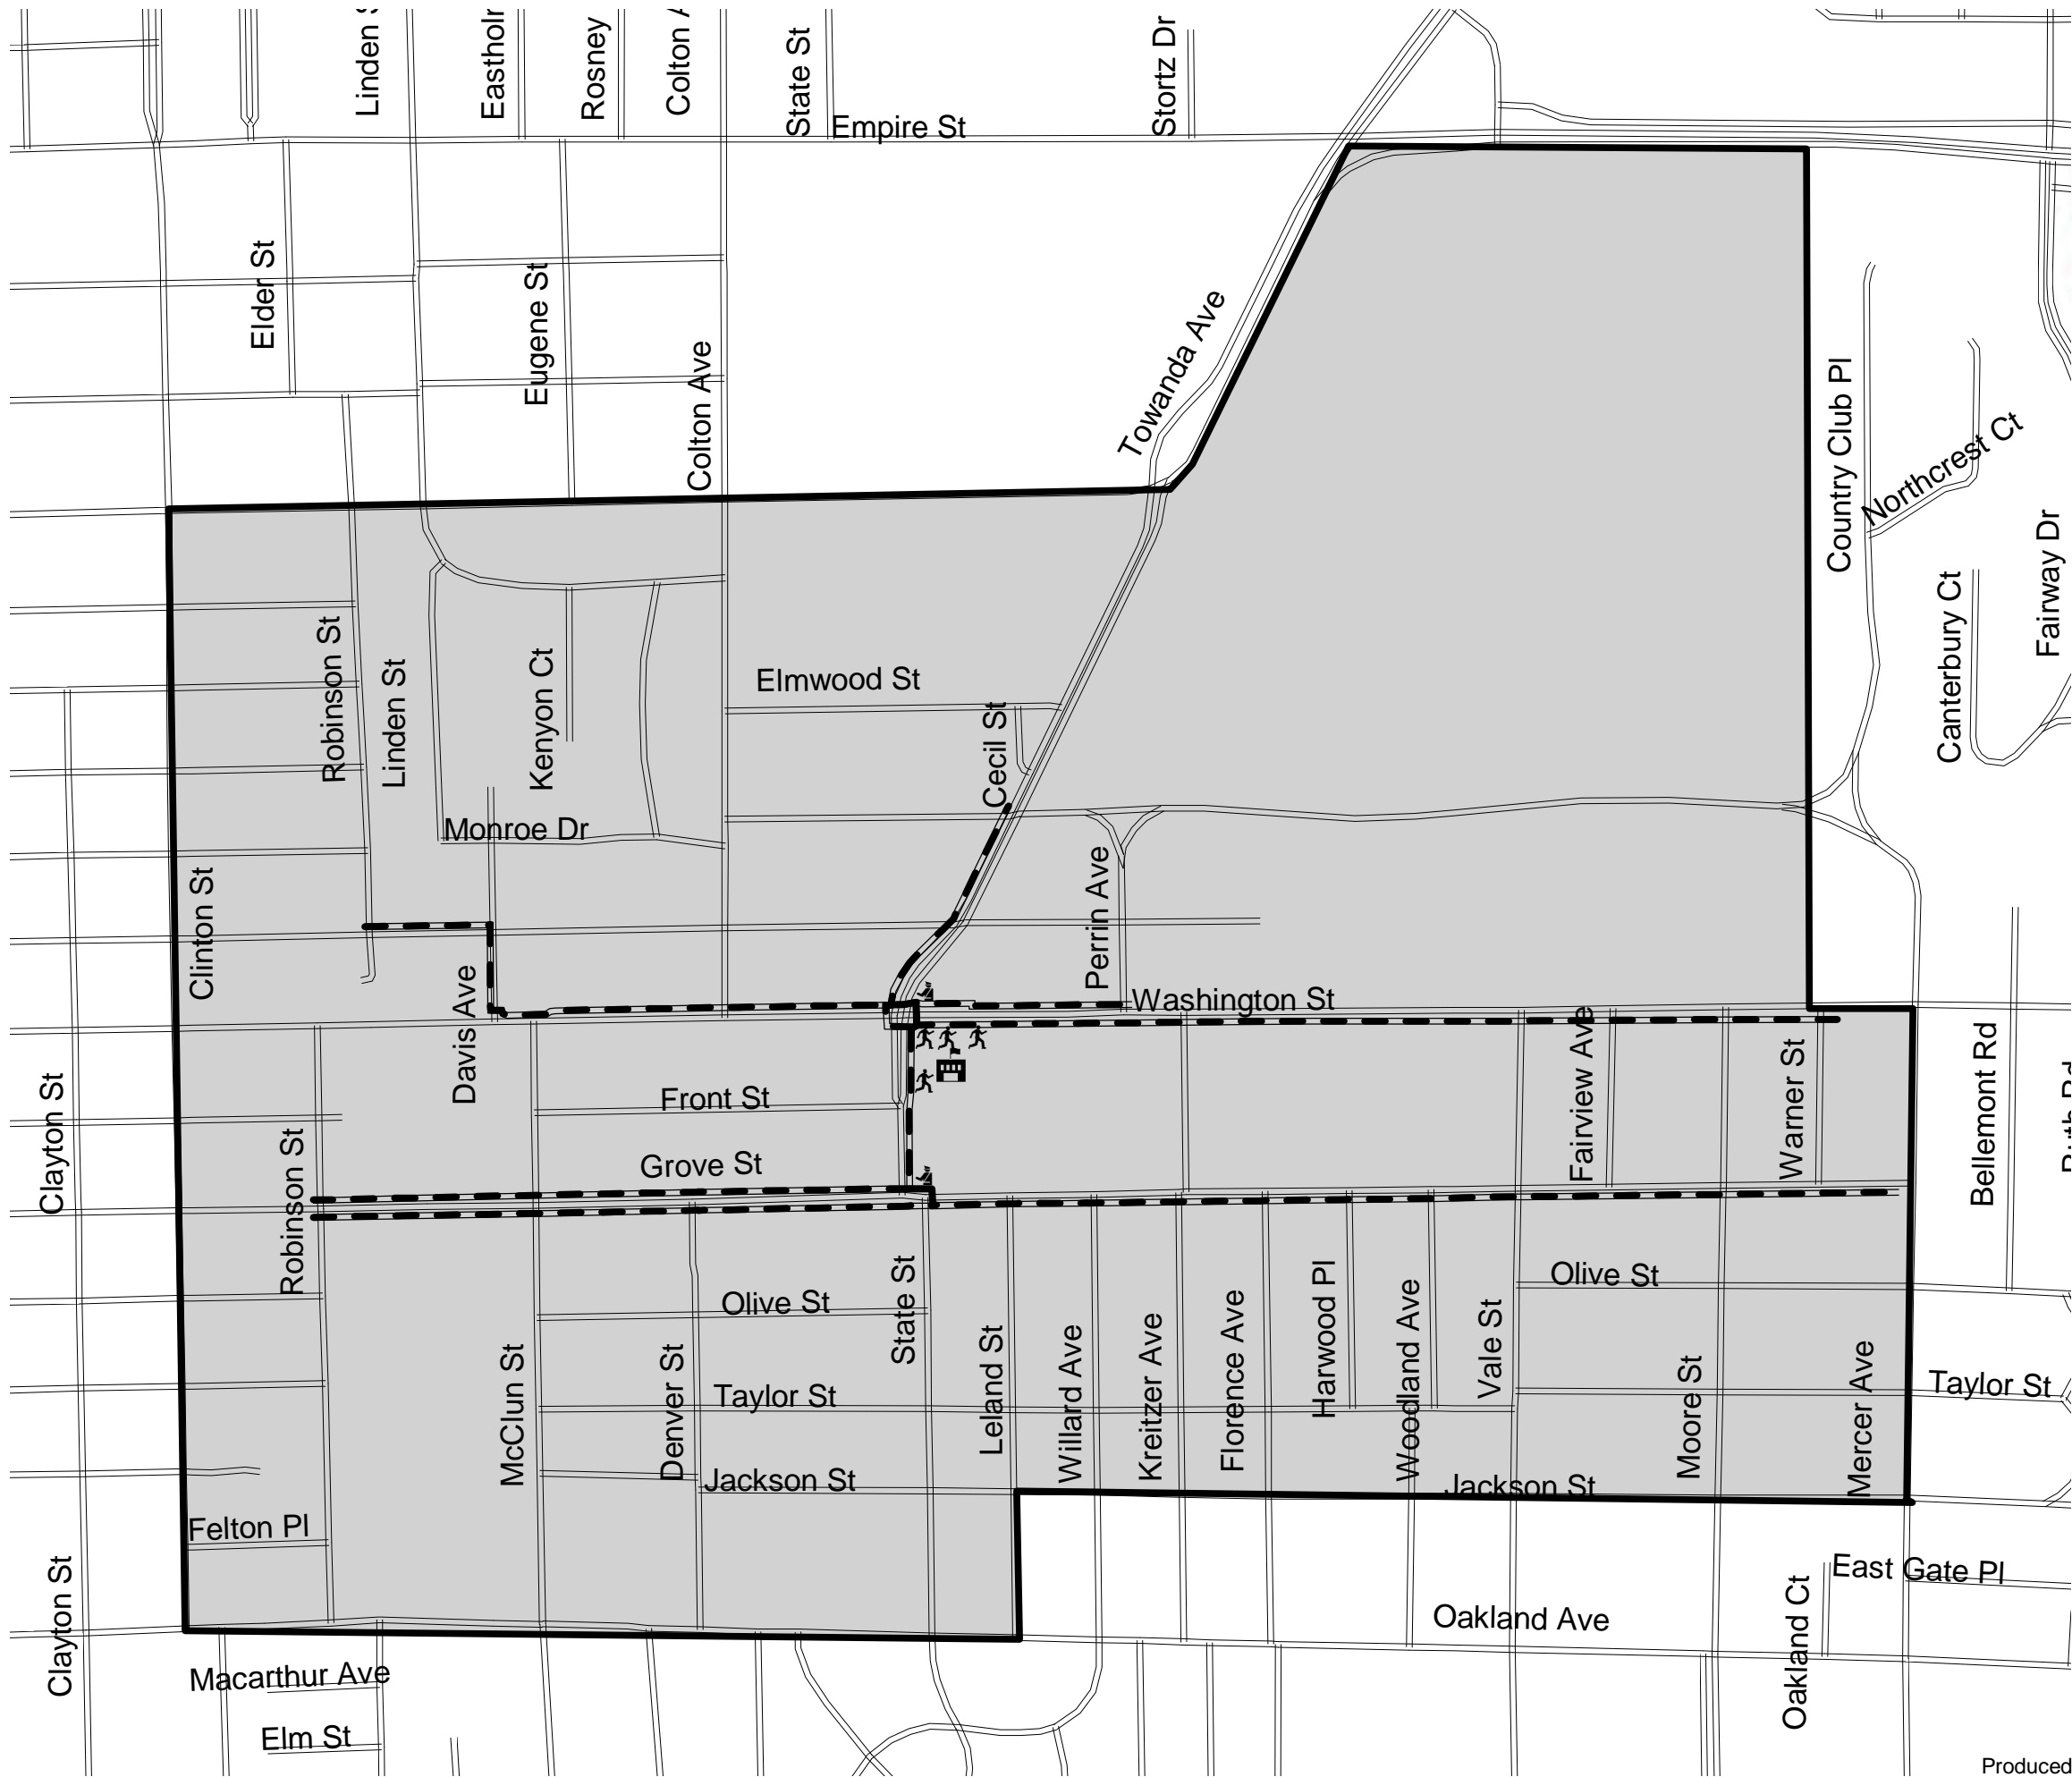 Linden S
Easthol
Rosney
Colton A
State St
Stortz Dr
Empire St
Elder St
Eugene St
Colton Ave
Towanda Ave
Country Club Pl
Northcrest Ct
Fairway Dr
Canterbury Ct
Robinson St
Linden St
Kenyon Ct
Elmwood St
Cecil St
Monroe Dr
Perrin Ave
Clinton St
Davis Ave
Washington St
Fairview Ave
Warner St
Bellemont Rd
Ruth Rd
Clayton St
Front St
Grove St
Robinson St
Olive St
State St
Olive St
McClun St
Denver St
Taylor St
Leland St
Willard Ave
Kreitzer Ave
Florence Ave
Harwood Pl
Woodland Ave
Vale St
Moore St
Mercer Ave
Taylor St
Jackson St
Jackson St
Felton Pl
Clayton St
East Gate Pl
Oakland Ave
Oakland Ct
Macarthur Ave
Elm St
Produced